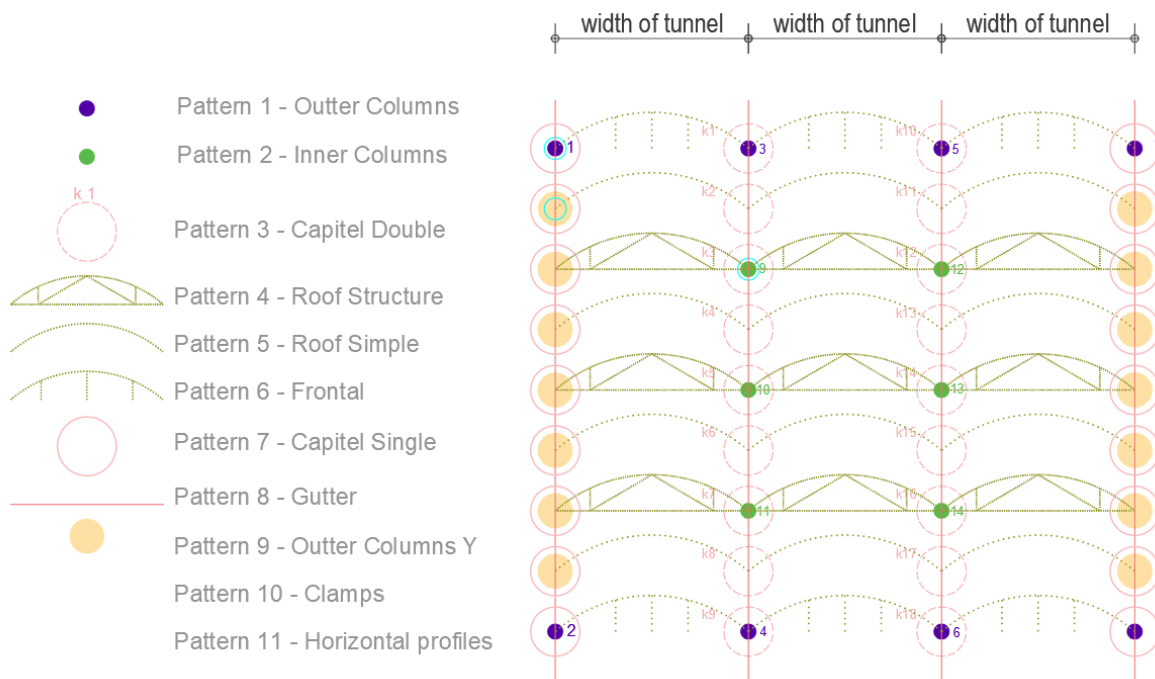 width of tunnel width of tunnel width of tunnel
Pattern 1 - Outter Columns
Pattern 2 - Inner Columns
k 1
Pattern 3 - Capitel Double
Pattern 4 - Roof Structure
Pattern 5 - Roof Simple
Pattern 6 - Frontal
Pattern 7 - Capitel Single
Pattern 8 - Gutter
Pattern 9 - Outter Columns Y
Pattern 10 - Clamps
Pattern 11 - Horizontal profiles
k1 k10
1 3 5
k2 k11
k3 k12
9 12
k4 k13
k5 k14
10 13
k6 k15
k7 k16
11 14
k8 k17
k9 k18
2 4 6